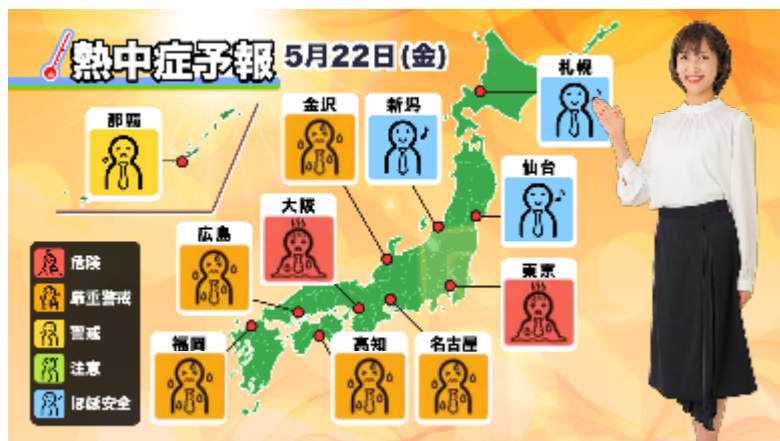 熱中症予報 5月22日(金)
札幌
金沢
新潟
那覇
仙台
大阪
広島
東京
福岡
高知
名古屋
危険
厳重警戒
警戒
注意
ほぼ安全